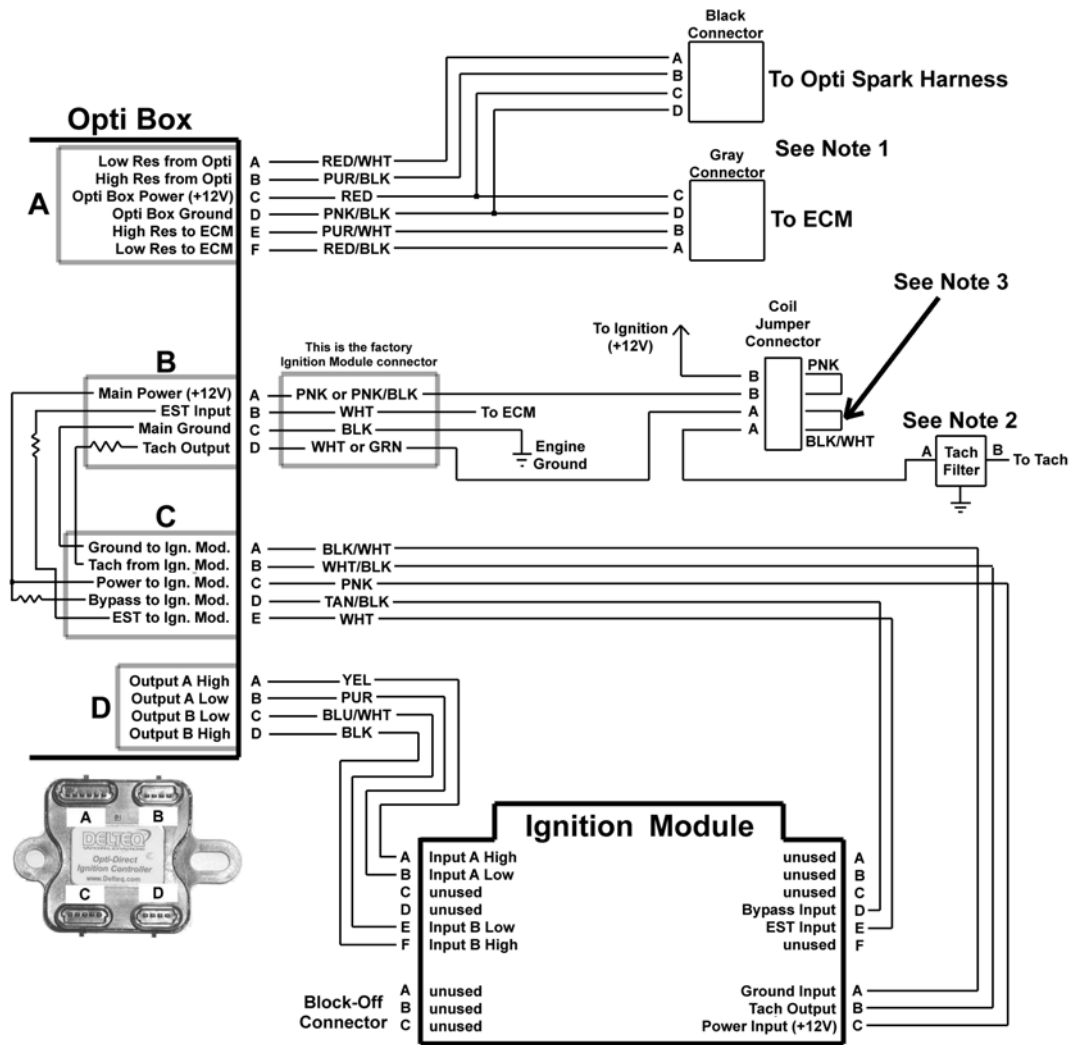 Black
Connector
A
B
C
D
To Opti Spark Harness
Opti Box
See Note 1
Gray
Connector
C
D
B
A
To ECM
A
Low Res from Opti A RED/WHT
High Res from Opti B PUR/BLK
Opti Box Power (+12V) C RED
Opti Box Ground D PNK/BLK
High Res to ECM E PUR/WHT
Low Res to ECM F RED/BLK
See Note 3
Coil
Jumper
Connector
To Ignition
(+12V)
PNK
B
B
A
A
BLK/WHT
See Note 2
A
Tach
Filter
B
To Tach
This is the factory
Ignition Module connector
B
Main Power (+12V) A PNK or PNK/BLK
EST Input B WHT To ECM
Main Ground C BLK
Tach Output D WHT or GRN
Engine
Ground
C
Ground to Ign. Mod. A BLK/WHT
Tach from Ign. Mod. B WHT/BLK
Power to Ign. Mod. C PNK
Bypass to Ign. Mod. D TAN/BLK
EST to Ign. Mod. E WHT
D
Output A High A YEL
Output A Low B PUR
Output B Low C BLU/WHT
Output B High D BLK
A
B
DELTEQ
Opti-Direct
Ignition Controller
www.Delteq.com
C
D
Ignition Module
A Input A High
B Input A Low
C unused
D unused
E Input B Low
F Input B High
unused A
unused B
unused C
Bypass Input D
EST Input E
unused F
Block-Off
Connector
A unused
B unused
C unused
Ground Input A
Tach Output B
Power Input (+12V) C